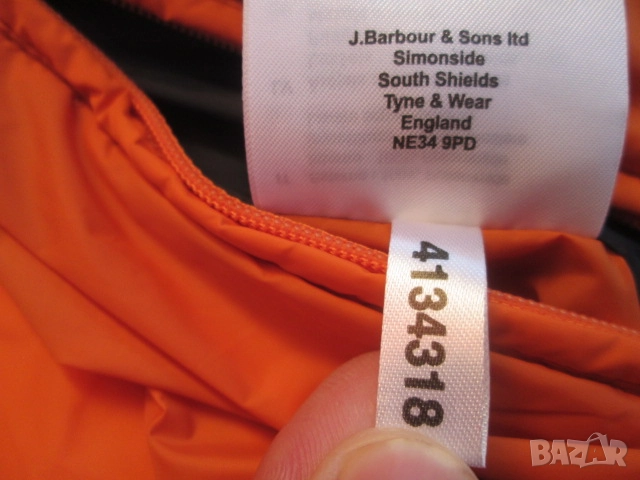 J.Barbour & Sons ltd
Simonside
South Shields
Tyne & Wear
England
NE34 9PD
4134318
BAZAR